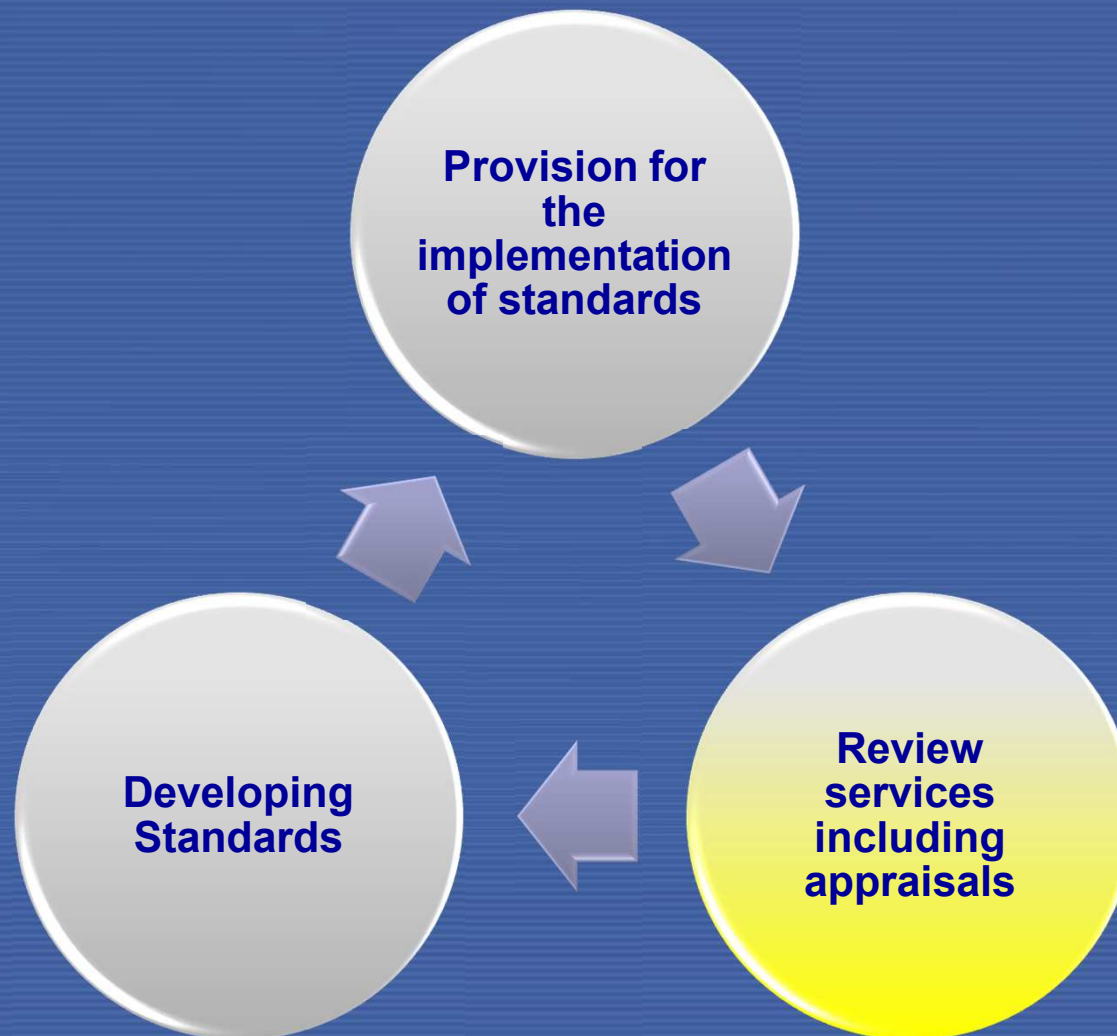 Provision for
the
implementation
of standards
Developing
Standards
Review
services
including
appraisals